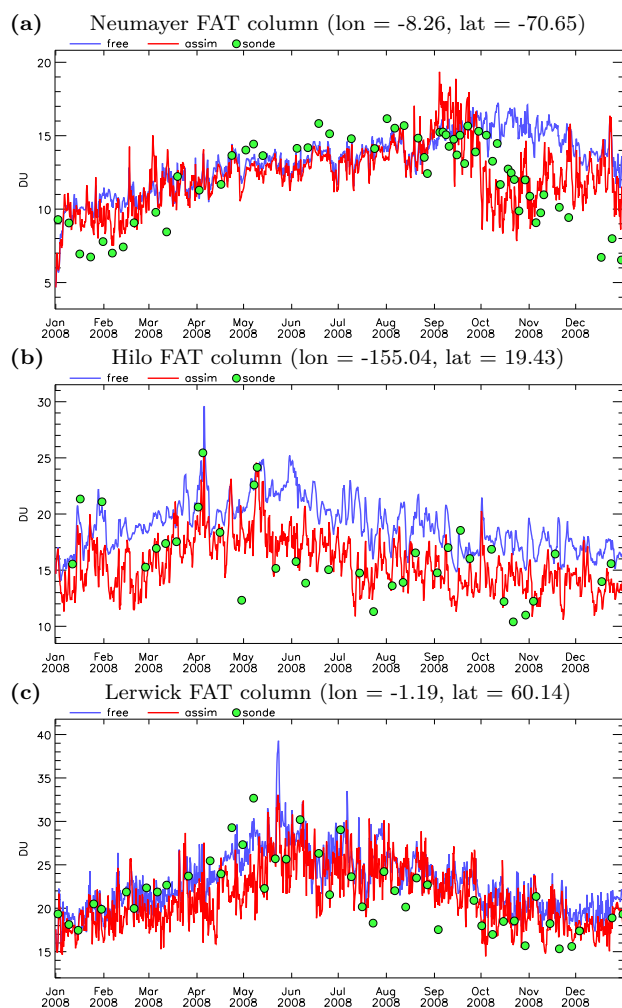 (a) Neumayer FAT column (lon = -8.26, lat = -70.65)
free assim sonde
20
15
10
5
DU
Jan Feb Mar Apr May Jun Jul Aug Sep Oct Nov Dec
2008 2008 2008 2008 2008 2008 2008 2008 2008 2008 2008 2008
(b) Hilo FAT column (lon = -155.04, lat = 19.43)
free assim sonde
30
25
20
15
10
DU
Jan Feb Mar Apr May Jun Jul Aug Sep Oct Nov Dec
2008 2008 2008 2008 2008 2008 2008 2008 2008 2008 2008 2008
(c) Lerwick FAT column (lon = -1.19, lat = 60.14)
free assim sonde
40
35
30
25
20
15
DU
Jan Feb Mar Apr May Jun Jul Aug Sep Oct Nov Dec
2008 2008 2008 2008 2008 2008 2008 2008 2008 2008 2008 2008